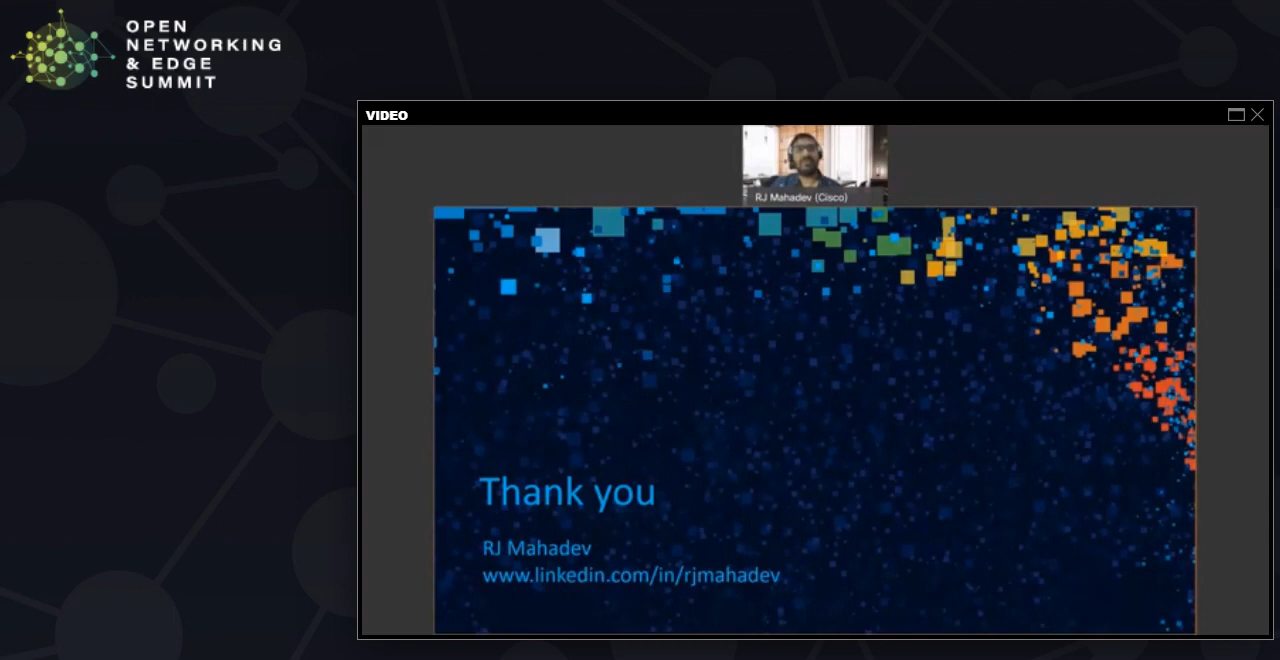 OPEN
NETWORKING
& EDGE
SUMMIT
VIDEO
RJ Mahadev (Cisco)
Thank you
RJ Mahadev
www.linkedin.com/in/rjmahadev